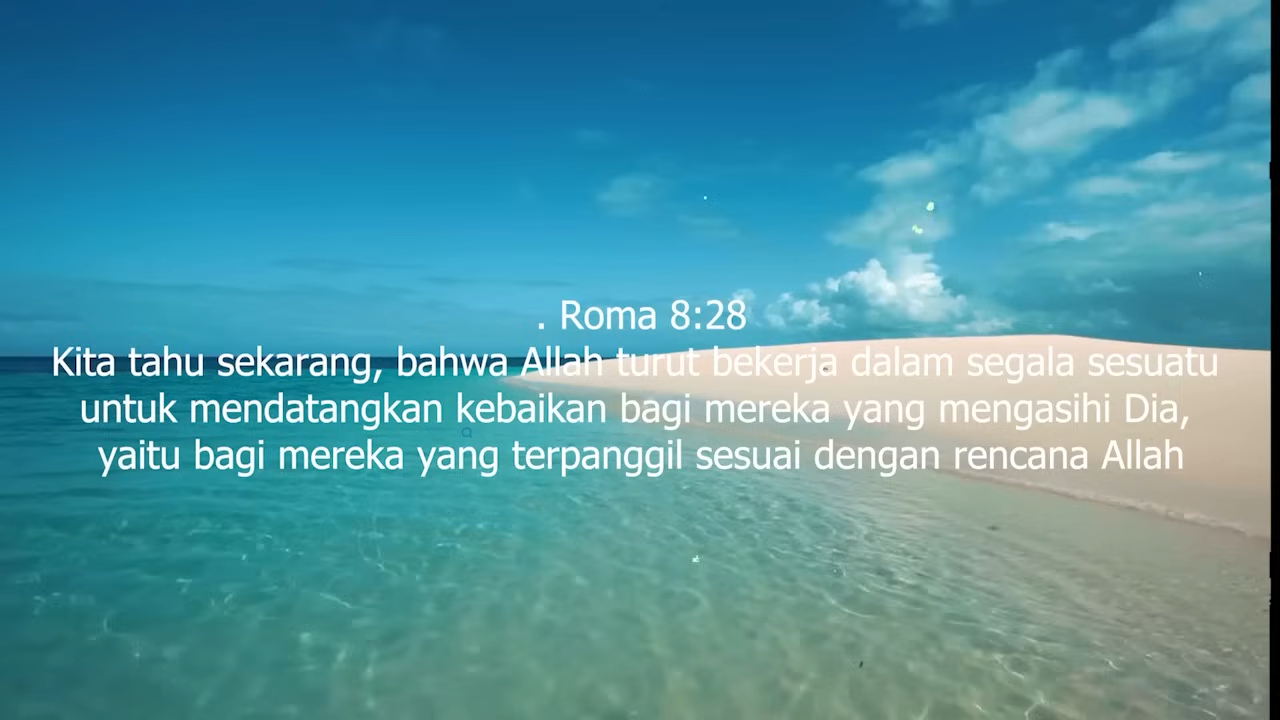 . Roma 8:28
Kita tahu sekarang, bahwa Allah turut bekerja dalam segala sesuatu
untuk mendatangkan kebaikan bagi mereka yang mengasihi Dia,
yaitu bagi mereka yang terpanggil sesuai dengan rencana Allah